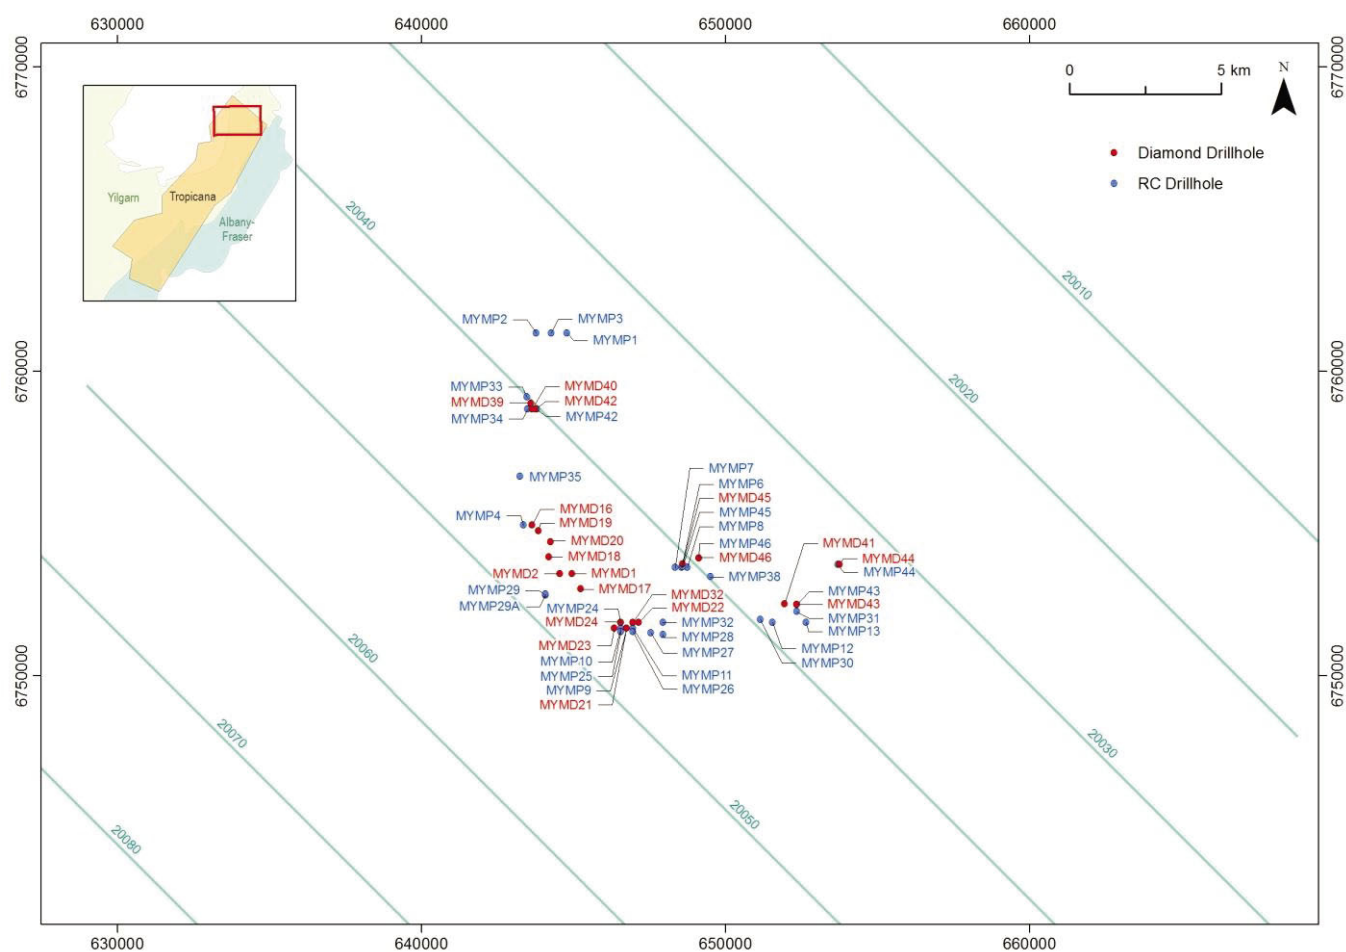 630000
640000
650000
660000
6770000
6770000
0
5 km
N
Diamond Drillhole
RC Drillhole
Yilgarn
Tropicana
Albany-
Fraser
20040
20010
MYMP2
MYMP3
MYMP1
6760000
6760000
MYMP33
MYMD40
MYMD39
MYMD42
MYMP34
MYMP42
20020
MYMP7
MYMP35
MYMP6
MYMD45
MYMD16
MYMP4
MYMP45
MYMD19
MYMP8
MYMD20
MYMP46
MYMD41
MYMD18
MYMD46
MYMD44
MYMD2
MYMD1
MYMP38
MYMP44
MYMP29
MYMD17
MYMD32
MYMP43
MYMP29A
MYMP24
MYMD22
MYMD43
MYMD24
MYMP32
MYMP31
MYMP28
MYMP13
MYMD23
MYMP27
MYMP12
MYMP10
MYMP30
MYMP25
MYMP11
MYMP9
MYMP26
MYMD21
20060
6750000
6750000
20070
20030
20050
20080
630000
640000
650000
660000